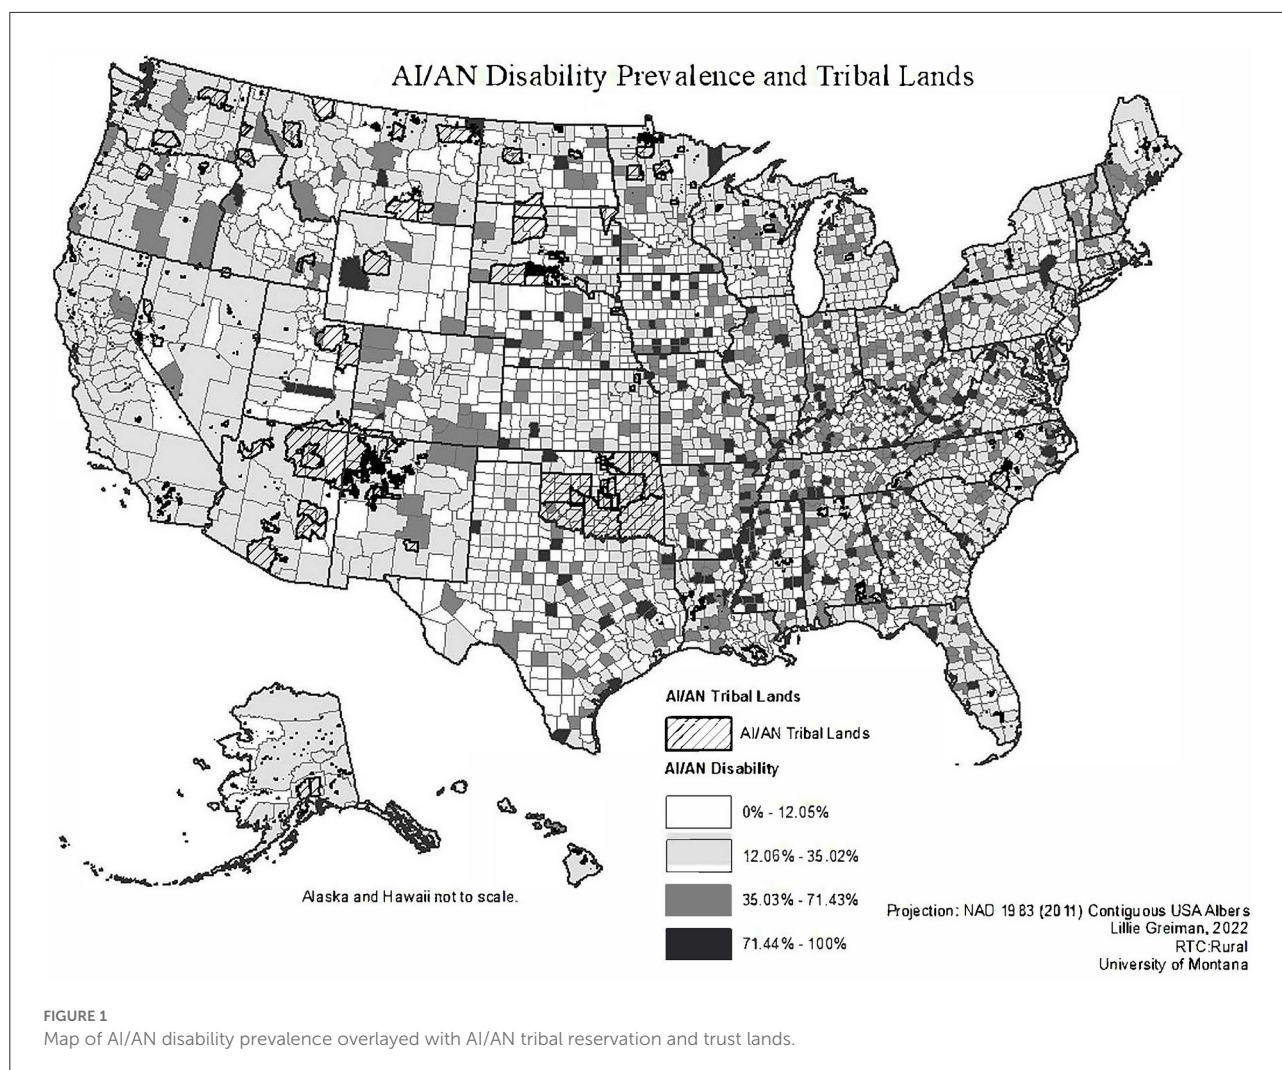 AI/AN Disability Prevalence and Tribal Lands
AI/AN Tribal Lands
AI/AN Tribal Lands
AI/AN Disability
0% - 12.05%
12.06% - 35.02%
35.03% - 71.43%
71.44% - 100%
Alaska and Hawaii not to scale.
Projection: NAD 1983 (2011) Contiguous USA Albers
Lillie Greiman, 2022
RTC:Rural
University of Montana
FIGURE 1
Map of AI/AN disability prevalence overlayed with AI/AN tribal reservation and trust lands.